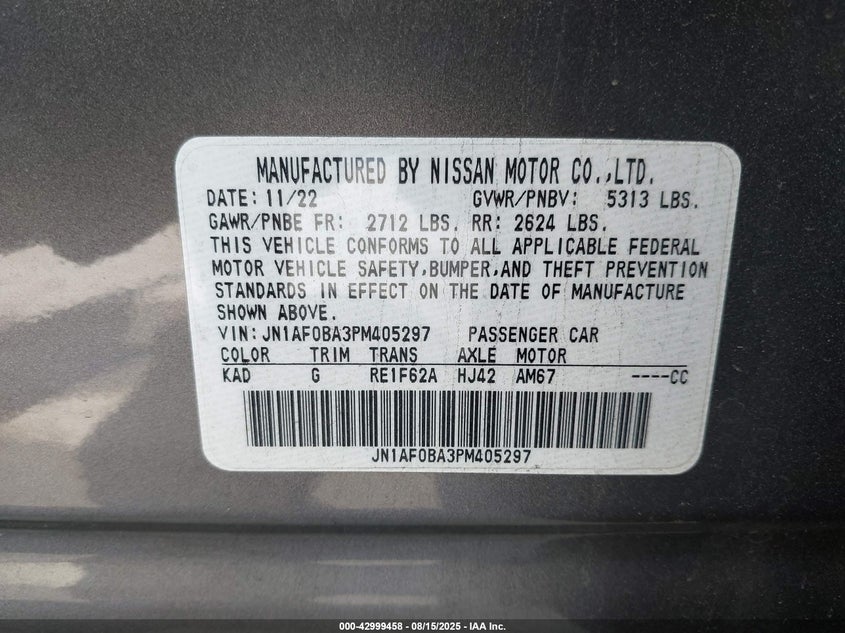 MANUFACTURED BY NISSAN MOTOR CO.,LTD.
DATE: 11/22 GVWR/PNBV: 5313 LBS.
GAWR/PNBE FR: 2712 LBS. RR: 2624 LBS.
THIS VEHICLE CONFORMS TO ALL APPLICABLE FEDERAL
MOTOR VEHICLE SAFETY,BUMPER,AND THEFT PREVENTION
STANDARDS IN EFFECT ON THE DATE OF MANUFACTURE
SHOWN ABOVE.
VIN: JN1AF0BA3PM405297 PASSENGER CAR
COLOR TRIM TRANS AXLE MOTOR
KAD G RE1F62A HJ42 AM67 ----CC
JN1AF0BA3PM405297
000-42999458 - 08/15/2025 - IAA Inc.